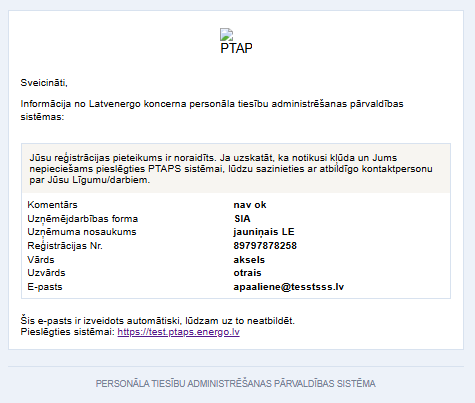 PTAP
Sveicināti,
Informācija no Latvenergo koncerna personāla tiesību administrēšanas pārvaldības
sistēmas:
Jūsu reģistrācijas pieteikums ir noraidīts. Ja uzskatāt, ka notikusi kļūda un Jums
nepieciešams pieslēgties PTAPS sistēmai, lūdzu sazinieties ar atbildīgo kontaktpersonu
par Jūsu Līgumu/darbiem.
Komentārs nav ok
Uzņēmējdarbības forma SIA
Uzņēmuma nosaukums jauniņais LE
Reģistrācijas Nr. 89797878258
Vārds aksels
Uzvārds otrais
E-pasts apaaliene@tesstsss.lv
Šis e-pasts ir izveidots automātiski, lūdzam uz to neatbildēt.
Pieslēgties sistēmai: https://test.ptaps.energo.lv
PERSONĀLA TIESĪBU ADMINISTRĒŠANAS PĀRVALDĪBAS SISTĒMA